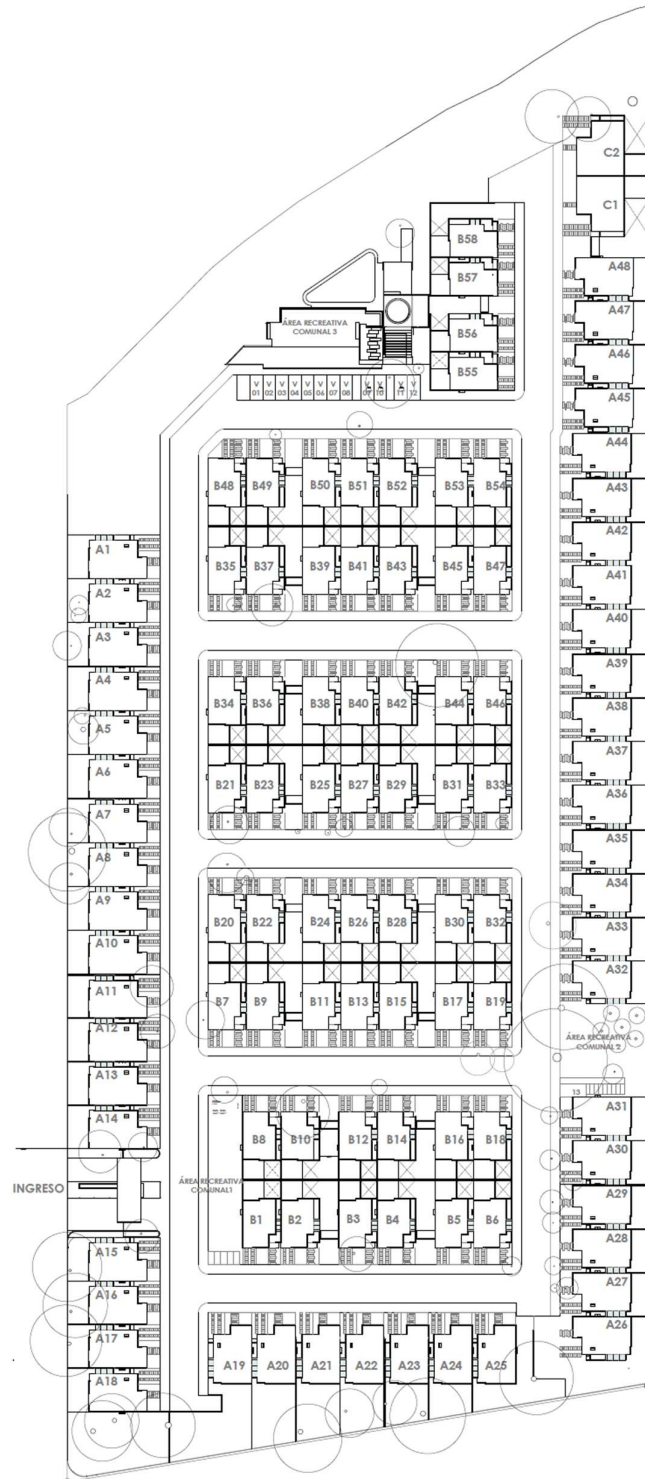 C2
C1
B58
B57
B56
B55
ÁREA RECREATIVA
COMUNAL 3
V 01 V 02 V 03 V 04 V 05 V 06 V 07 V 08 V 09 V 10 V 11 V 12
A48
A47
A46
A45
A44
A43
A42
A41
A40
A39
A38
A37
A36
A35
A34
A33
A32
B48 B49 B50 B51 B52 B53 B54
B35 B37 B39 B41 B43 B45 B47
A1
A2
A3
A4
A5
A6
A7
A8
A9
A10
A11
A12
A13
A14
B34 B36 B38 B40 B42 B44 B46
B21 B23 B25 B27 B29 B31 B33
B20 B22 B24 B26 B28 B30 B32
B7 B9 B11 B13 B15 B17 B19
ÁREA RECREATIVA
COMUNAL 2
13
A31
A30
A29
A28
A27
A26
B8 B10 B12 B14 B16 B18
INGRESO
ÁREA RECREATIVA
COMUNAL1
B1 B2 B3 B4 B5 B6
A15
A16
A17
A18
A19 A20 A21 A22 A23 A24 A25